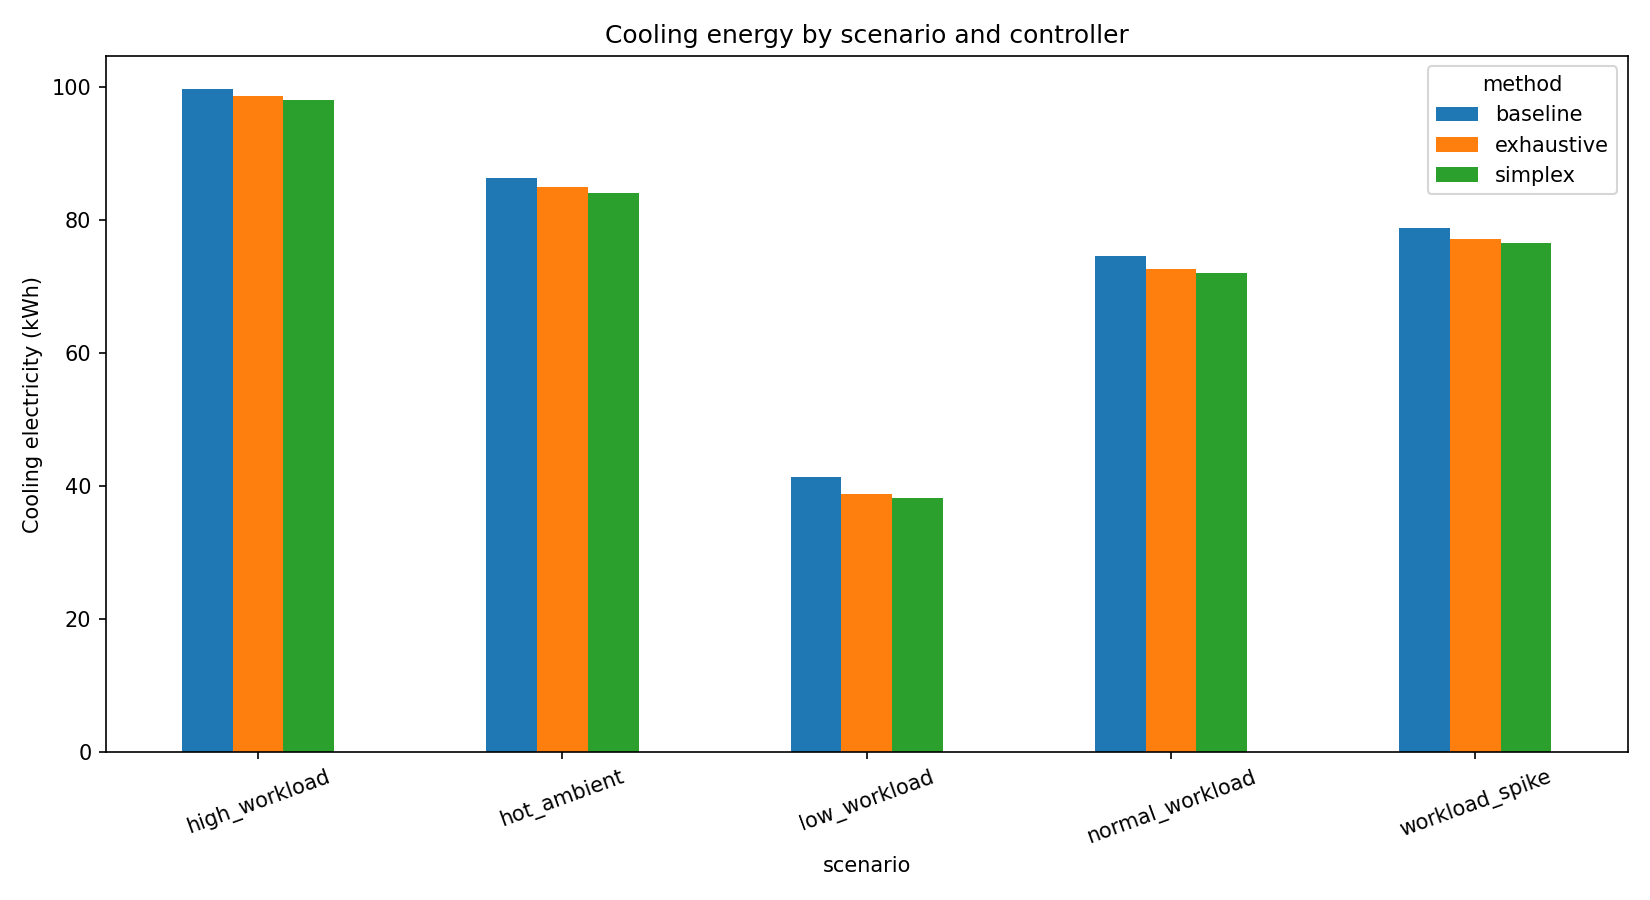 Cooling energy by scenario and controller
method
baseline
exhaustive
simplex
Cooling electricity (kWh)
100
80
60
40
20
0
high_workload
hot_ambient
low_workload
normal_workload
workload_spike
scenario